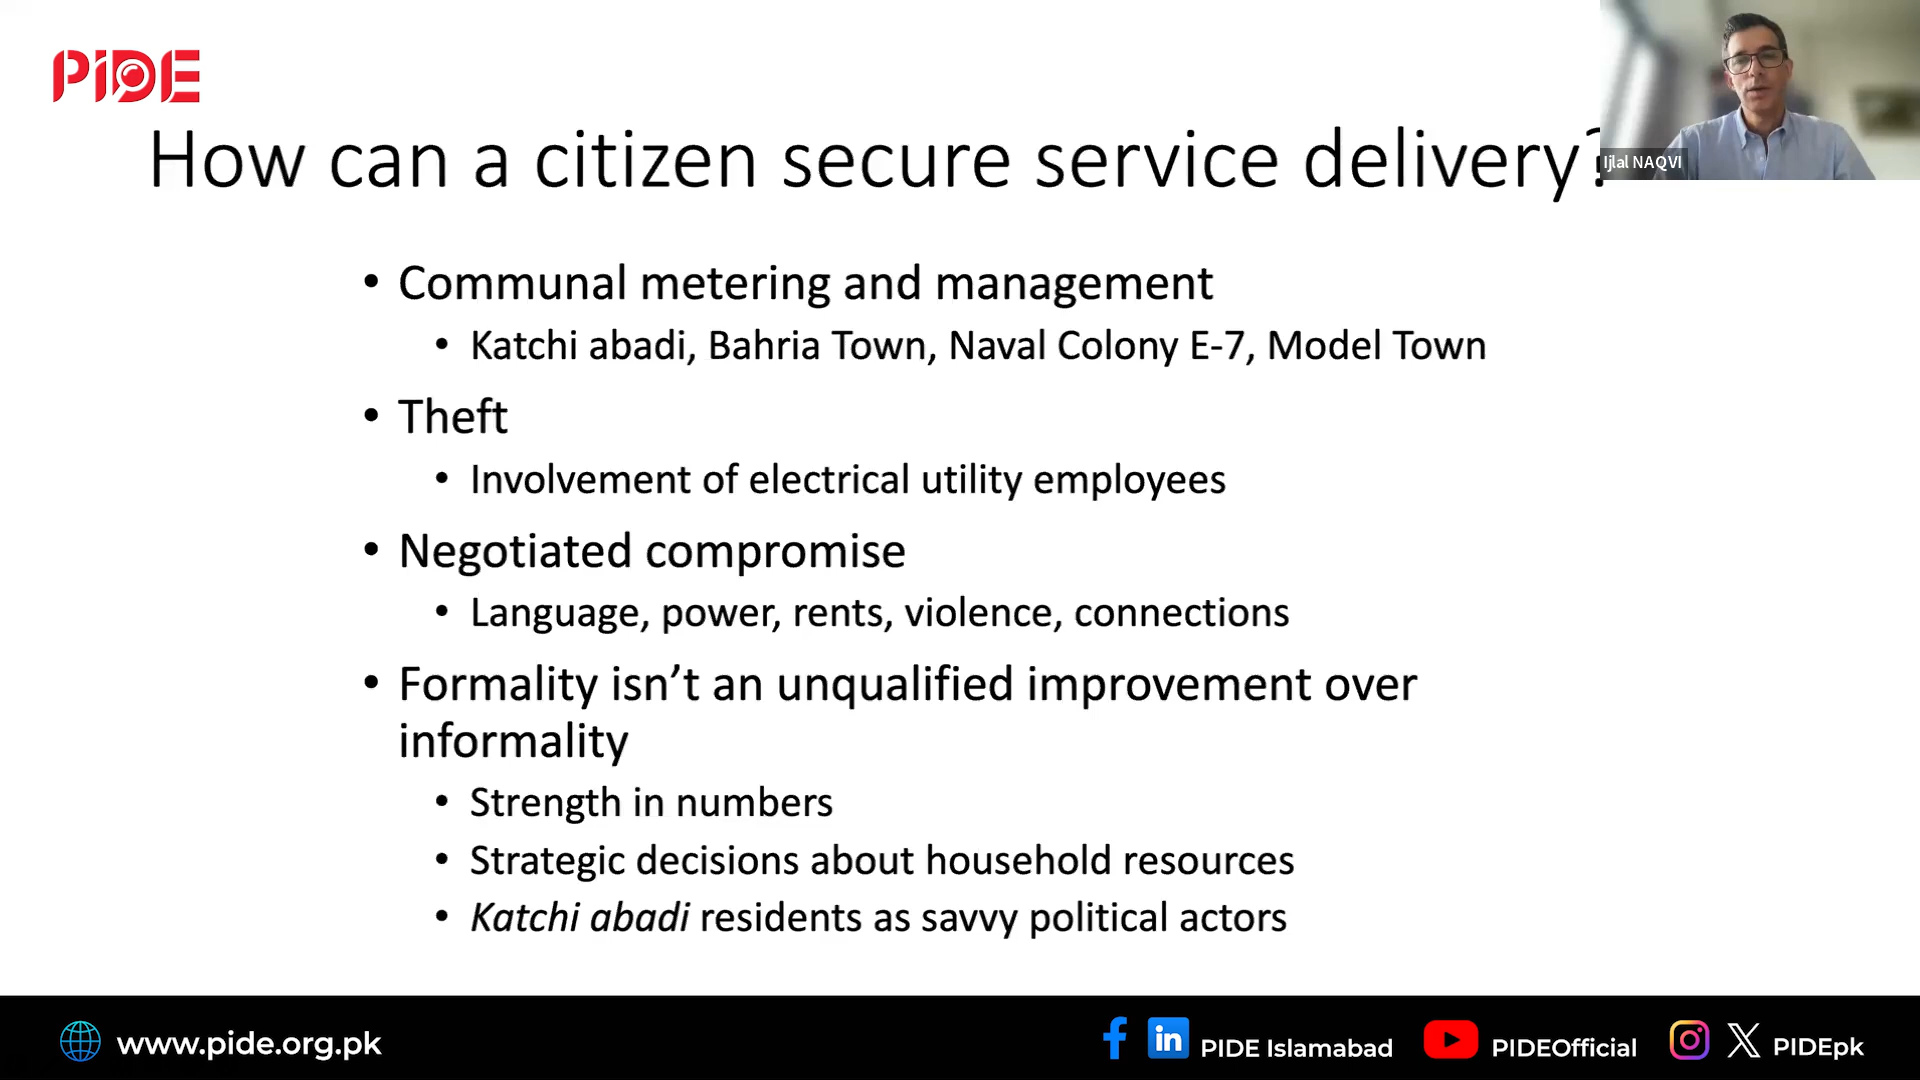 PIDE
How can a citizen secure service delivery?
Ijlal NAQVI
• Communal metering and management
• Katchi abadi, Bahria Town, Naval Colony E-7, Model Town
• Theft
• Involvement of electrical utility employees
• Negotiated compromise
• Language, power, rents, violence, connections
• Formality isn’t an unqualified improvement over
informality
• Strength in numbers
• Strategic decisions about household resources
• Katchi abadi residents as savvy political actors
www.pide.org.pk
PIDE Islamabad
PIDEOfficial
PIDEpk